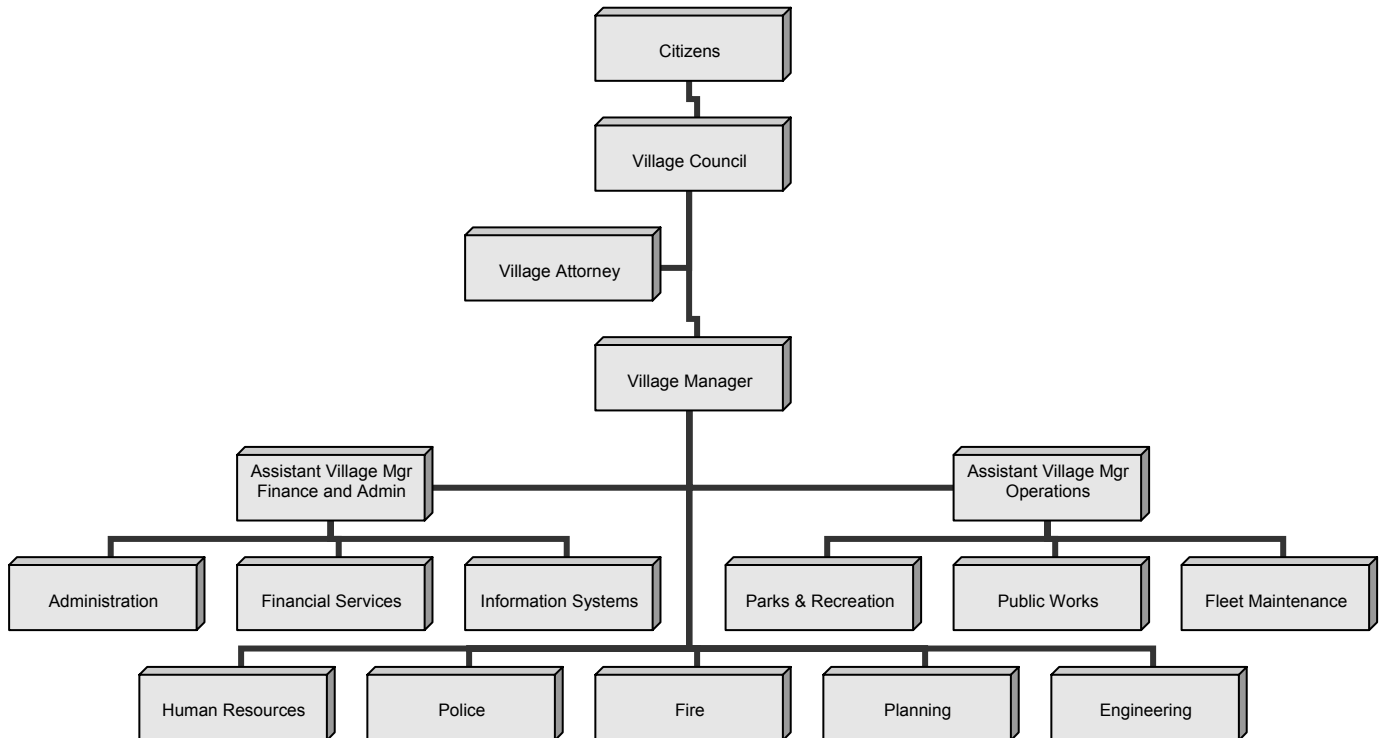 Citizens
Village Council
Village Attorney
Village Manager
Assistant Village Mgr
Finance and Admin
Assistant Village Mgr
Operations
Administration
Financial Services
Information Systems
Parks & Recreation
Public Works
Fleet Maintenance
Human Resources
Police
Fire
Planning
Engineering